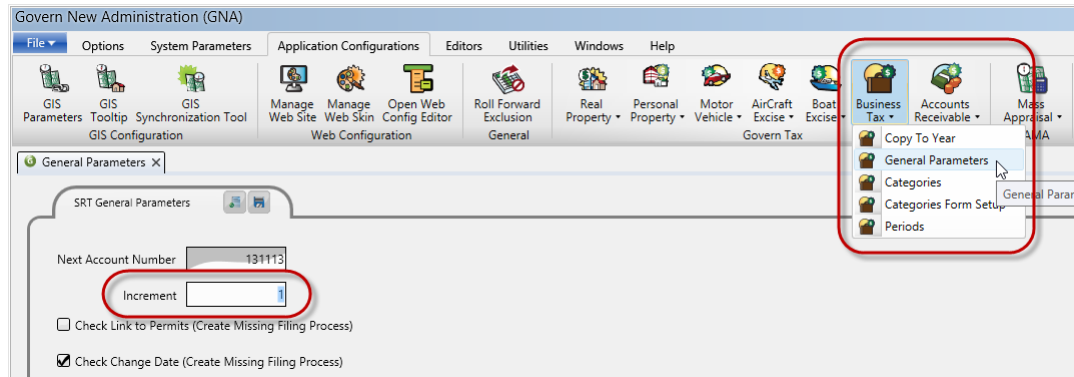 Govern New Administration (GNA)
File Options System Parameters Application Configurations Editors Utilities Windows Help
GIS Parameters
GIS Tooltip
GIS Synchronization Tool
Manage Web Site
Manage Web Skin
Open Web Config Editor
Roll Forward Exclusion
Real Property
Personal Property
Motor Vehicle
AirCraft Excise
Boat Excise
Business Tax
Accounts Receivable
Mass Appraisal
GIS Configuration
Web Configuration
General
Govern Tax
AMA
Copy To Year
General Parameters
Categories
Categories Form Setup
Periods
General Para
General Parameters
SRT General Parameters
Next Account Number 131113
Increment 1
Check Link to Permits (Create Missing Filing Process)
Check Change Date (Create Missing Filing Process)